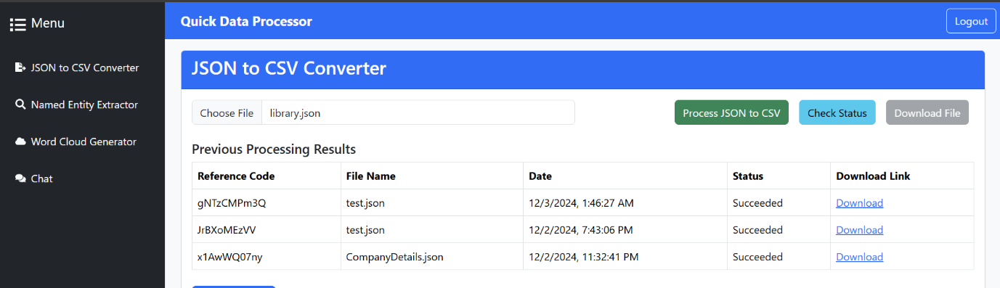 Menu
Quick Data Processor
Logout
JSON to CSV Converter
Named Entity Extractor
Word Cloud Generator
Chat
JSON to CSV Converter
Choose File library.json Process JSON to CSV Check Status Download File
Previous Processing Results
Reference Code File Name Date Status Download Link
gNTzCMPm3Q test.json 12/3/2024, 1:46:27 AM Succeeded Download
JrBXoMEzVV test.json 12/2/2024, 7:43:06 PM Succeeded Download
x1AwWQ07ny CompanyDetails.json 12/2/2024, 11:32:41 PM Succeeded Download